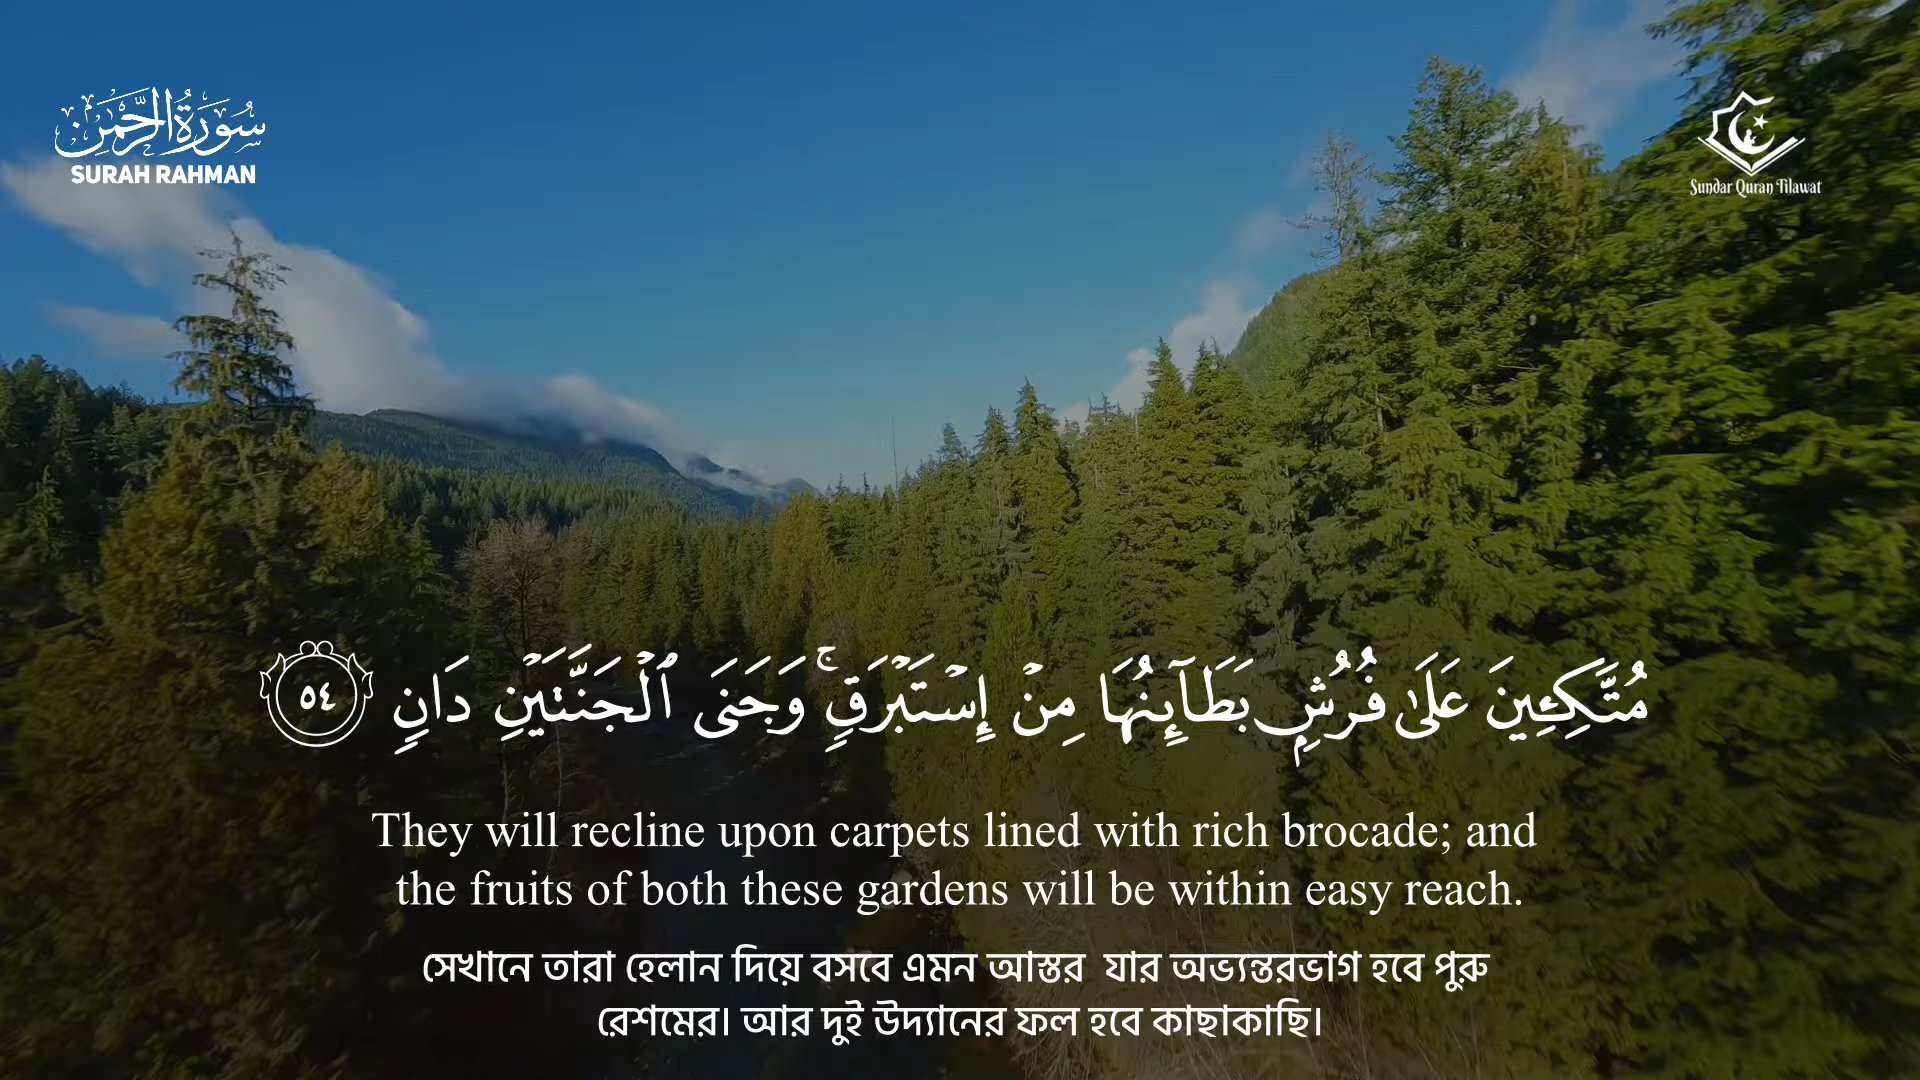 سُورَةُ الرَّحْمٰن
SURAH RAHMAN
Sundar Quran Tilawat
مُتَّكِـِٔينَ عَلَىٰ فُرُشٍۭ بَطَآئِنُهَا مِنْ إِسْتَبْرَقٍۢ ۚ وَجَنَى ٱلْجَنَّتَيْنِ دَانٍۢ ٥٤
They will recline upon carpets lined with rich brocade; and
the fruits of both these gardens will be within easy reach.
সেখানে তারা হেলান দিয়ে বসবে এমন আস্তর যার অভ্যন্তরভাগ হবে পুরু
রেশমের। আর দুই উদ্যানের ফল হবে কাছাকাছি।